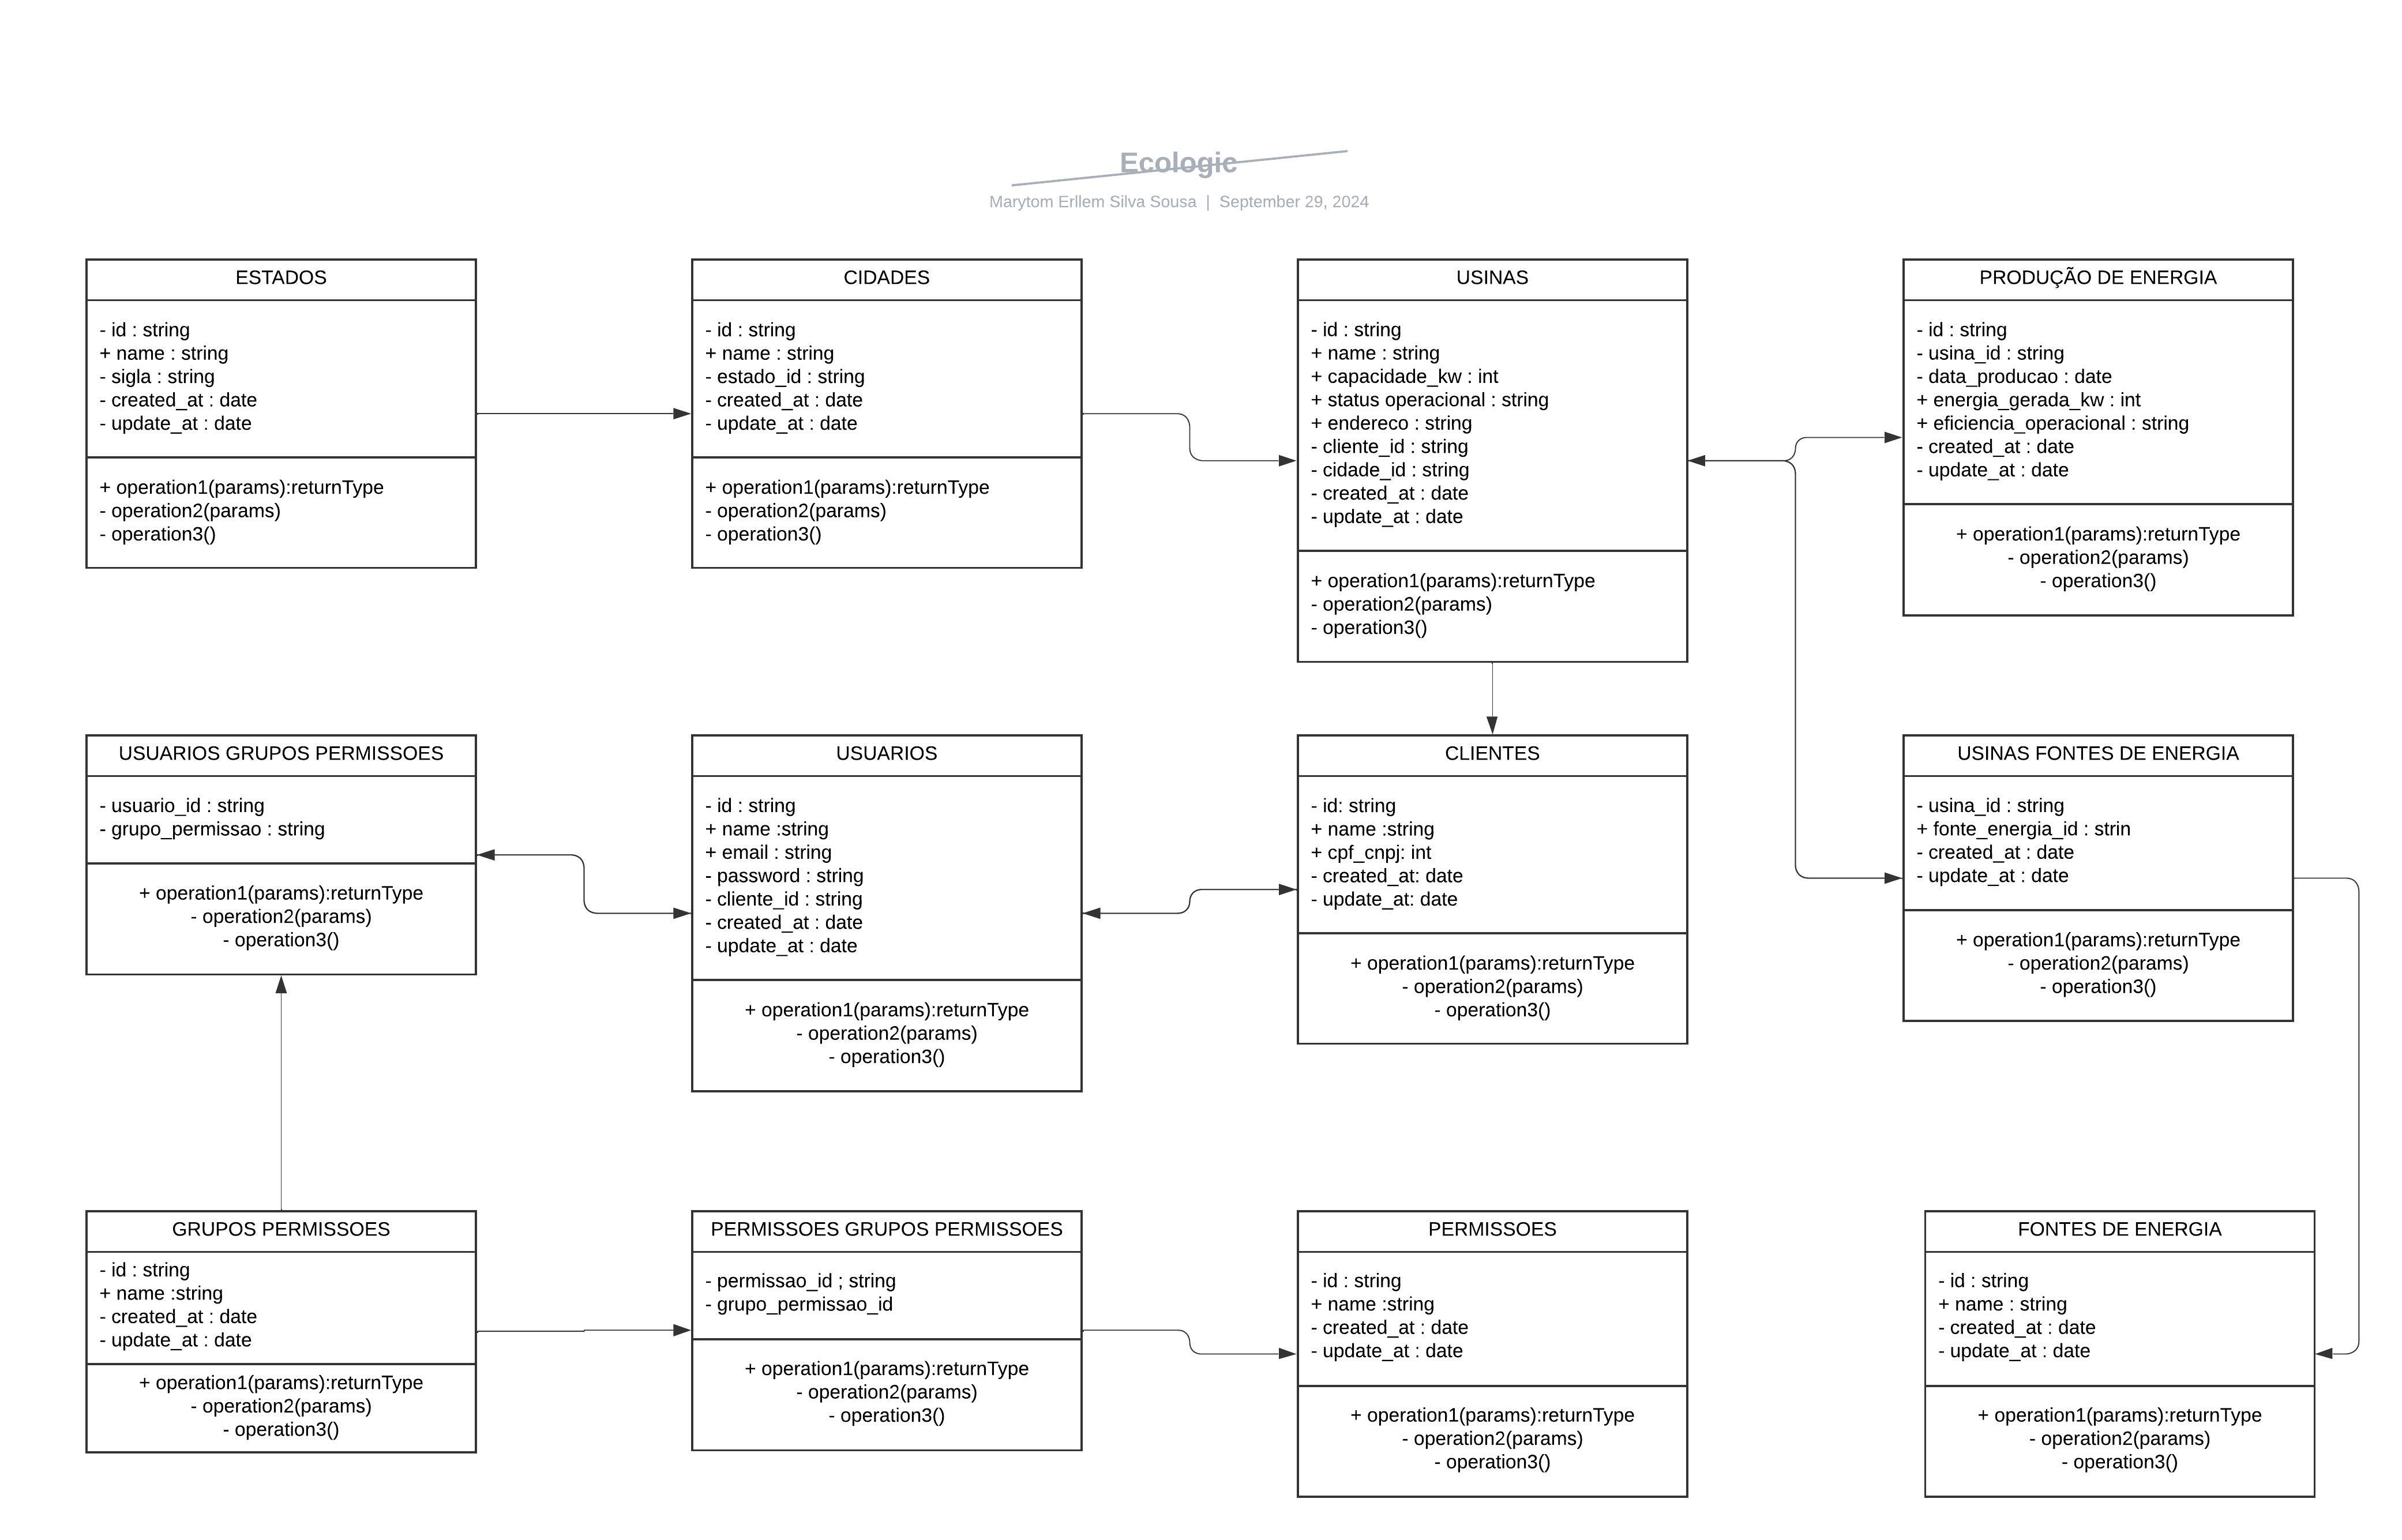 Ecologic
Marytom Erllem Silva Sousa | September 29, 2024
ESTADOS
- id : string
+ name : string
- sigla : string
- created_at : date
- update_at : date
+ operation1(params):returnType
- operation2(params)
- operation3()
CIDADES
- id : string
+ name : string
- estado_id : string
- created_at : date
- update_at : date
+ operation1(params):returnType
- operation2(params)
- operation3()
USINAS
- id : string
+ name : string
+ capacidade_kw : int
+ status operacional : string
+ endereco : string
- cliente_id : string
- cidade_id : string
- created_at : date
- update_at : date
+ operation1(params):returnType
- operation2(params)
- operation3()
PRODUÇÃO DE ENERGIA
- id : string
- usina_id : string
- data_producao : date
+ energia_gerada_kw : int
+ eficiencia_operacional : string
- created_at : date
- update_at : date
+ operation1(params):returnType
- operation2(params)
- operation3()
USUARIOS GRUPOS PERMISSOES
- usuario_id : string
- grupo_permissao : string
+ operation1(params):returnType
- operation2(params)
- operation3()
USUARIOS
- id : string
+ name :string
+ email : string
- password : string
- cliente_id : string
- created_at : date
- update_at : date
+ operation1(params):returnType
- operation2(params)
- operation3()
CLIENTES
- id: string
+ name :string
+ cpf_cnpj: int
- created_at: date
- update_at: date
+ operation1(params):returnType
- operation2(params)
- operation3()
USINAS FONTES DE ENERGIA
- usina_id : string
+ fonte_energia_id : strin
- created_at : date
- update_at : date
+ operation1(params):returnType
- operation2(params)
- operation3()
GRUPOS PERMISSOES
- id : string
+ name :string
- created_at : date
- update_at : date
+ operation1(params):returnType
- operation2(params)
- operation3()
PERMISSOES GRUPOS PERMISSOES
- permissao_id ; string
- grupo_permissao_id
+ operation1(params):returnType
- operation2(params)
- operation3()
PERMISSOES
- id : string
+ name :string
- created_at : date
- update_at : date
+ operation1(params):returnType
- operation2(params)
- operation3()
FONTES DE ENERGIA
- id : string
+ name : string
- created_at : date
- update_at : date
+ operation1(params):returnType
- operation2(params)
- operation3()